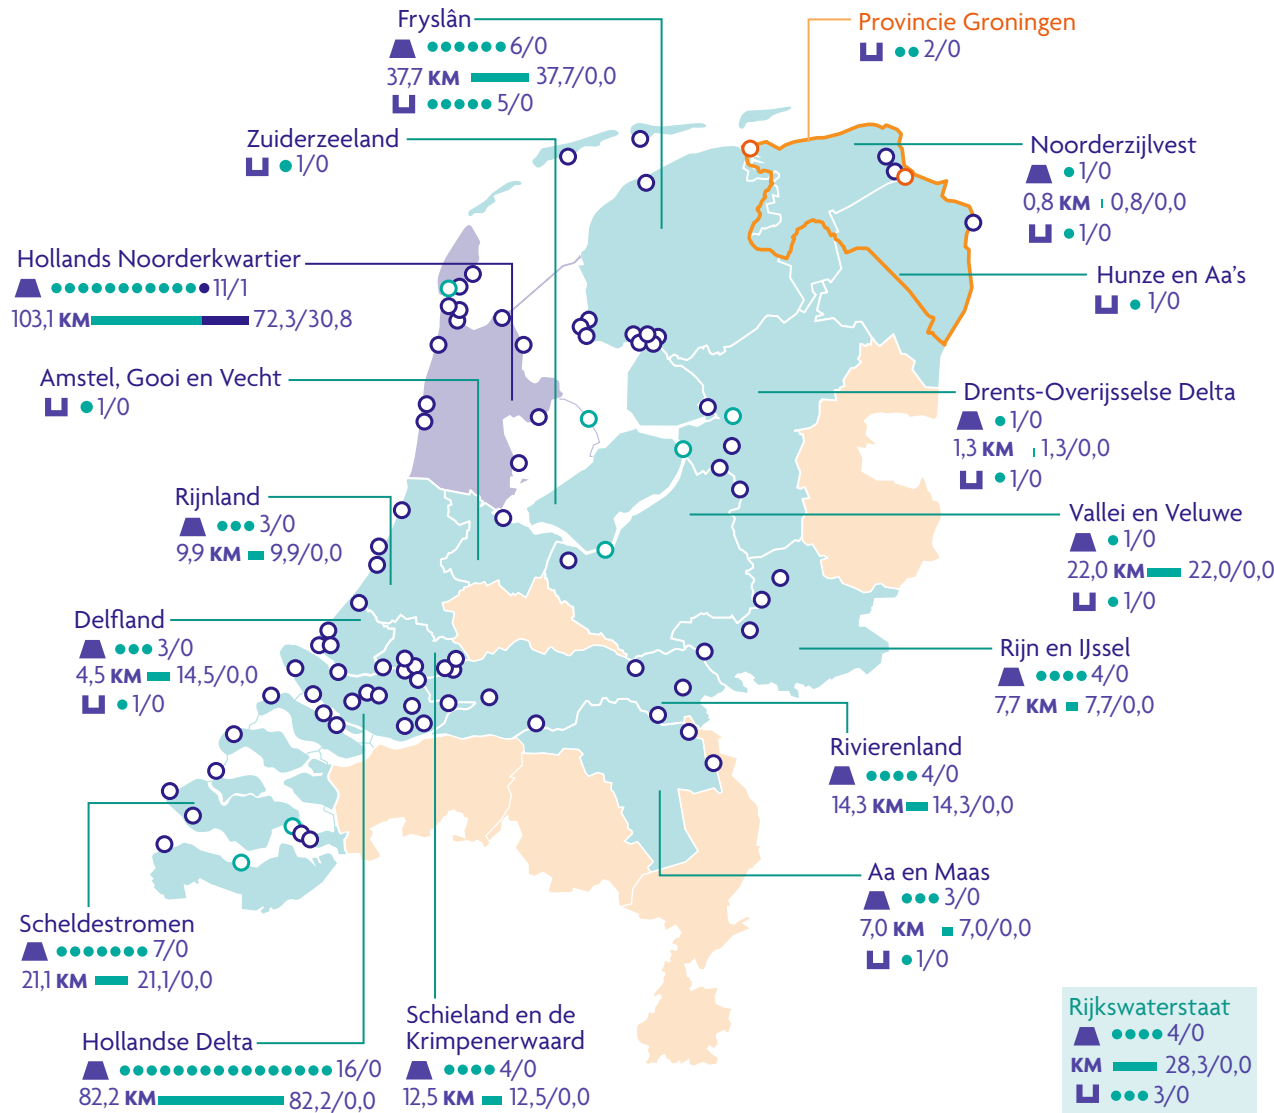 Fryslân
6/0
37,7 KM 37,7/0,0
5/0
Provincie Groningen
2/0
Zuiderzeeland
1/0
Noorderzijlvest
1/0
0,8 KM 0,8/0,0
1/0
Hollands Noorderkwartier
11/1
103,1 KM 72,3/30,8
Hunze en Aa's
1/0
Amstel, Gooi en Vecht
1/0
Drents-Overijsselse Delta
1/0
1,3 KM 1,3/0,0
1/0
Rijnland
3/0
9,9 KM 9,9/0,0
Vallei en Veluwe
1/0
22,0 KM 22,0/0,0
1/0
Delfland
3/0
4,5 KM 14,5/0,0
1/0
Rijn en IJssel
4/0
7,7 KM 7,7/0,0
Rivierenland
4/0
14,3 KM 14,3/0,0
Aa en Maas
3/0
7,0 KM 7,0/0,0
1/0
Scheldestromen
7/0
21,1 KM 21,1/0,0
Hollandse Delta
16/0
82,2 KM 82,2/0,0
Schieland en de
Krimpenerwaard
4/0
12,5 KM 12,5/0,0
Rijkswaterstaat
4/0
KM 28,3/0,0
3/0